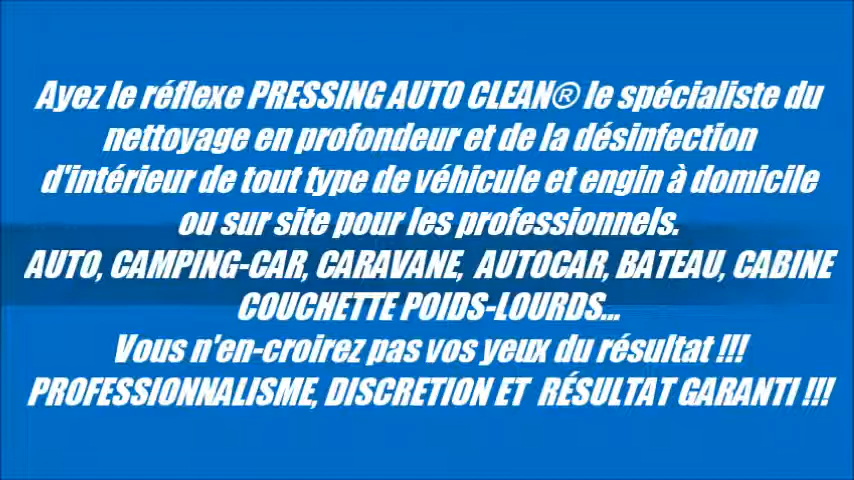 Ayez le réflexe PRESSING AUTO CLEAN® le spécialiste du
nettoyage en profondeur et de la désinfection
d'intérieur de tout type de véhicule et engin à domicile
ou sur site pour les professionnels.
AUTO, CAMPING-CAR, CARAVANE, AUTOCAR, BATEAU, CABINE
COUCHETTE POIDS-LOURDS...
Vous n'en-croirez pas vos yeux du résultat !!!
PROFESSIONNALISME, DISCRETION ET RÉSULTAT GARANTI !!!